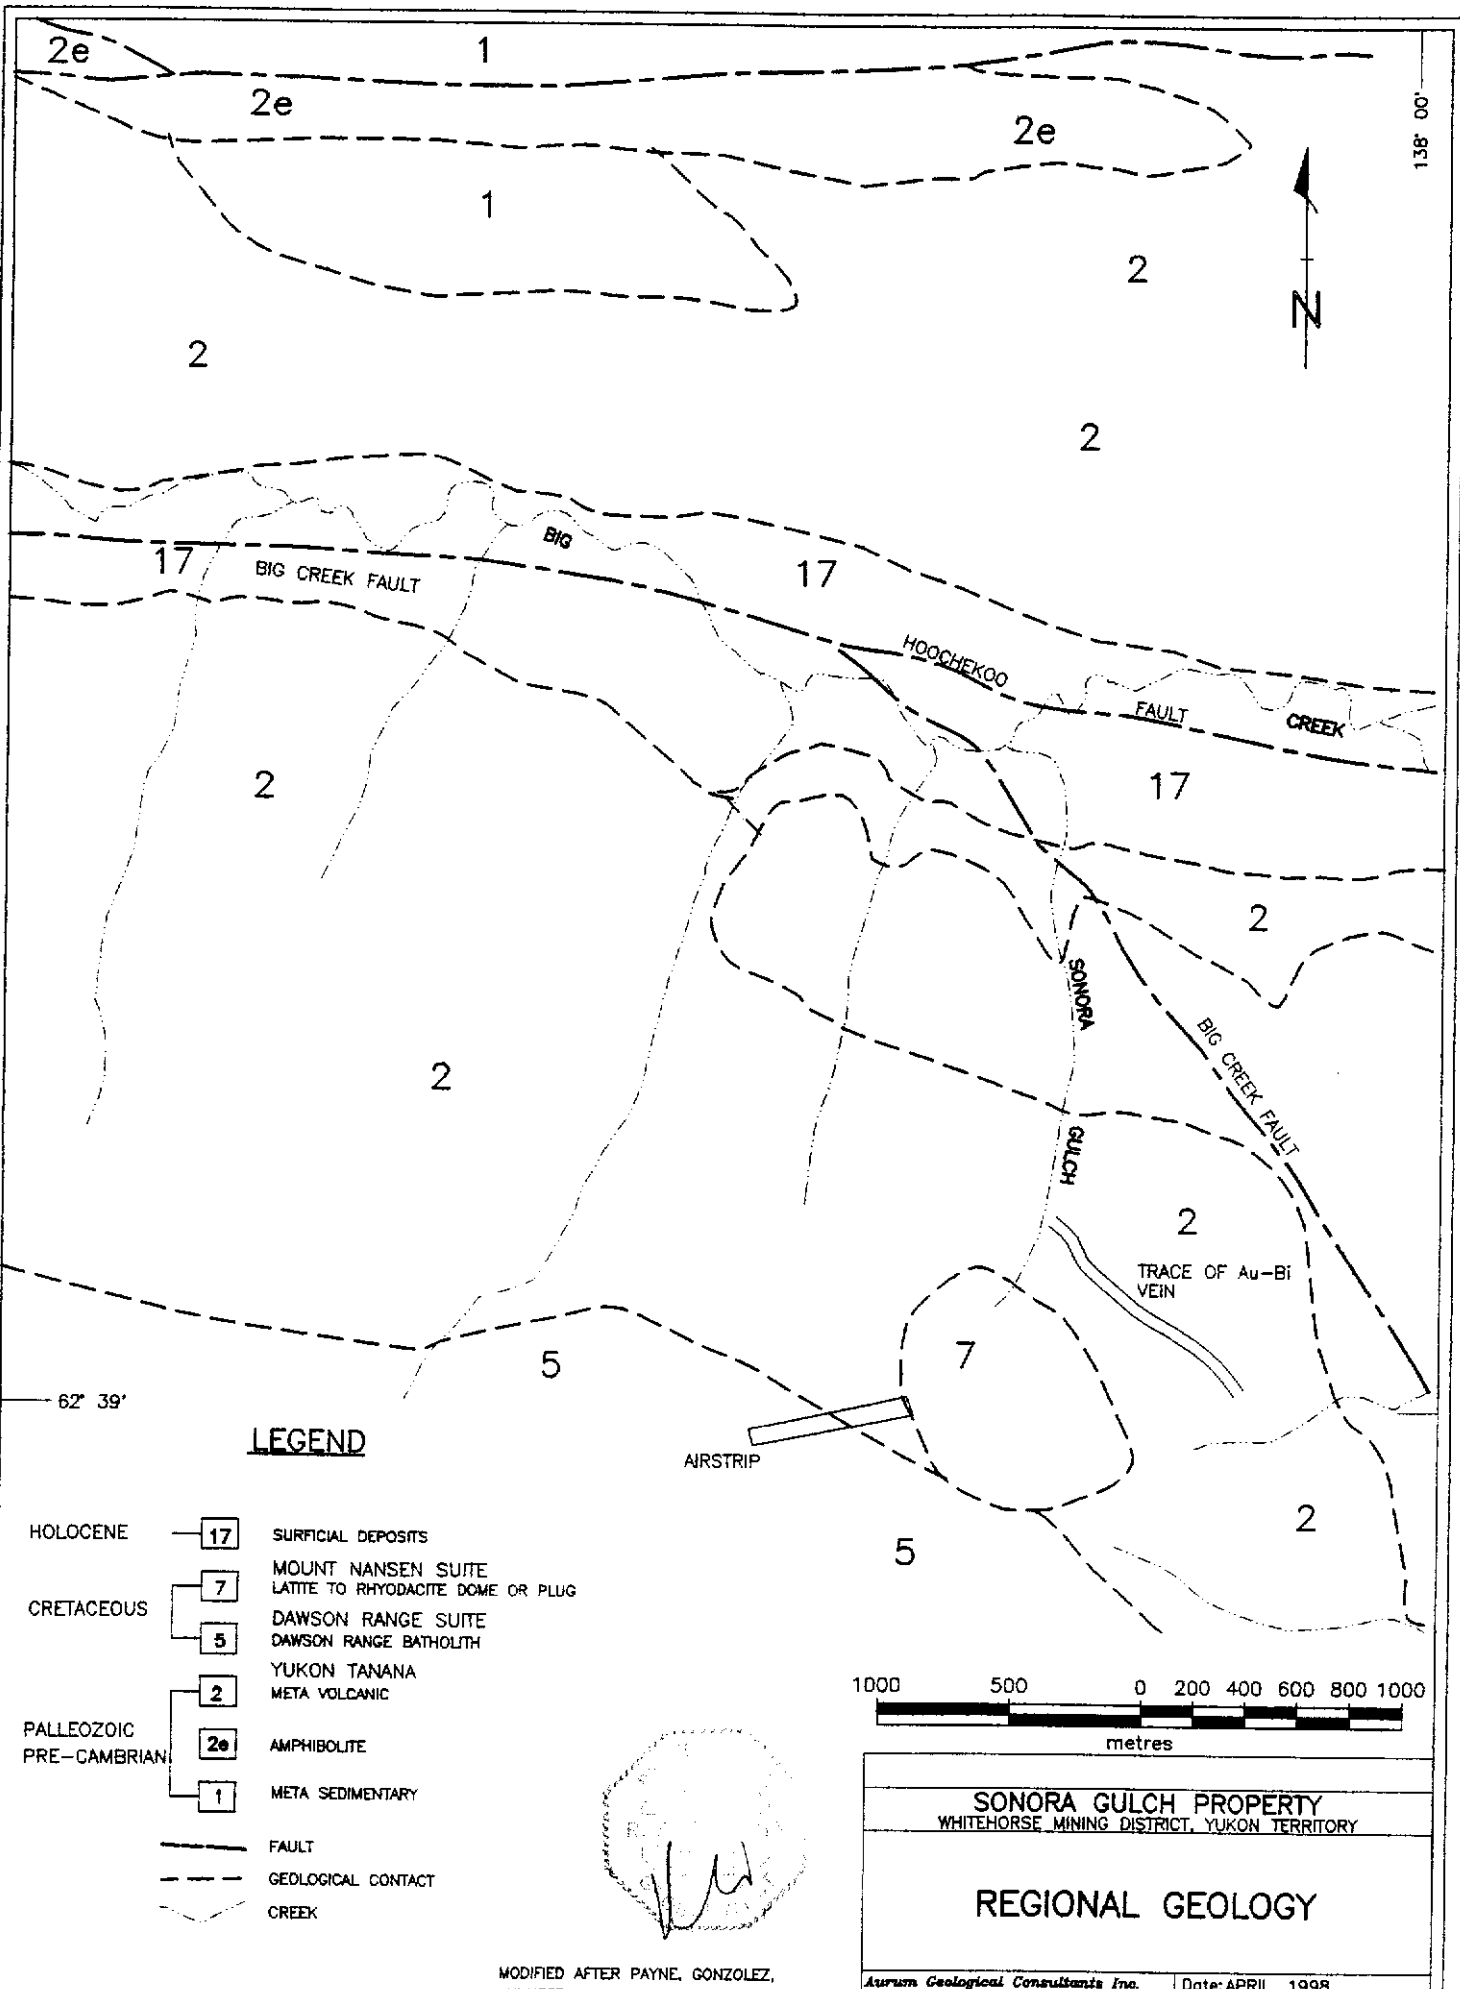 2e
1
2e
2e
138° 00'
1
2
N
2
2
BIG
17
BIG CREEK FAULT
17
HOOCHEKOO
FAULT
CREEK
2
17
2
SONORA
BIG CREEK FAULT
2
GULCH
2
TRACE OF Au-Bi
VEIN
7
5
62° 39'
AIRSTRIP
2
5
LEGEND
HOLOCENE
17
SURFICIAL DEPOSITS
CRETACEOUS
7
MOUNT NANSEN SUITE
LATITE TO RHYODACITE DOME OR PLUG
5
DAWSON RANGE SUITE
DAWSON RANGE BATHOLITH
PALLEOZOIC
PRE-CAMBRIAN
2
YUKON TANANA
META VOLCANIC
2e
AMPHIBOLITE
1
META SEDIMENTARY
FAULT
GEOLOGICAL CONTACT
CREEK
1000 500 0 200 400 600 800 1000
metres
SONORA GULCH PROPERTY
WHITEHORSE MINING DISTRICT, YUKON TERRITORY
REGIONAL GEOLOGY
MODIFIED AFTER PAYNE, GONZOLEZ,
Aurum Geological Consultants Inc.
Date: APRIL 1998